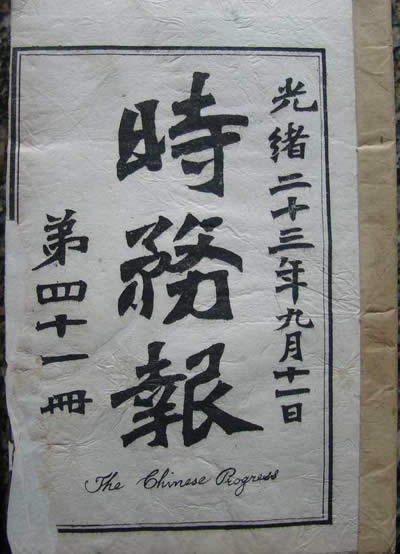 光緒二十三年九月十一日
時務報
第四十一冊
The Chinese Progress